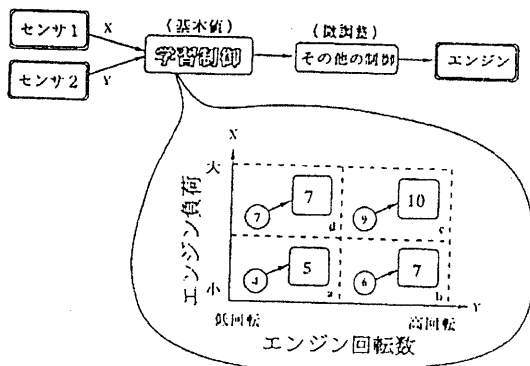 センサ1
X
(基本値)
学習制御
(微調整)
その他の制御
エンジン
センサ2
Y
X
大
エンジン負荷
7
7
d
9
10
c
4
5
a
6
7
b
小
Y
低回転
高回転
エンジン回転数